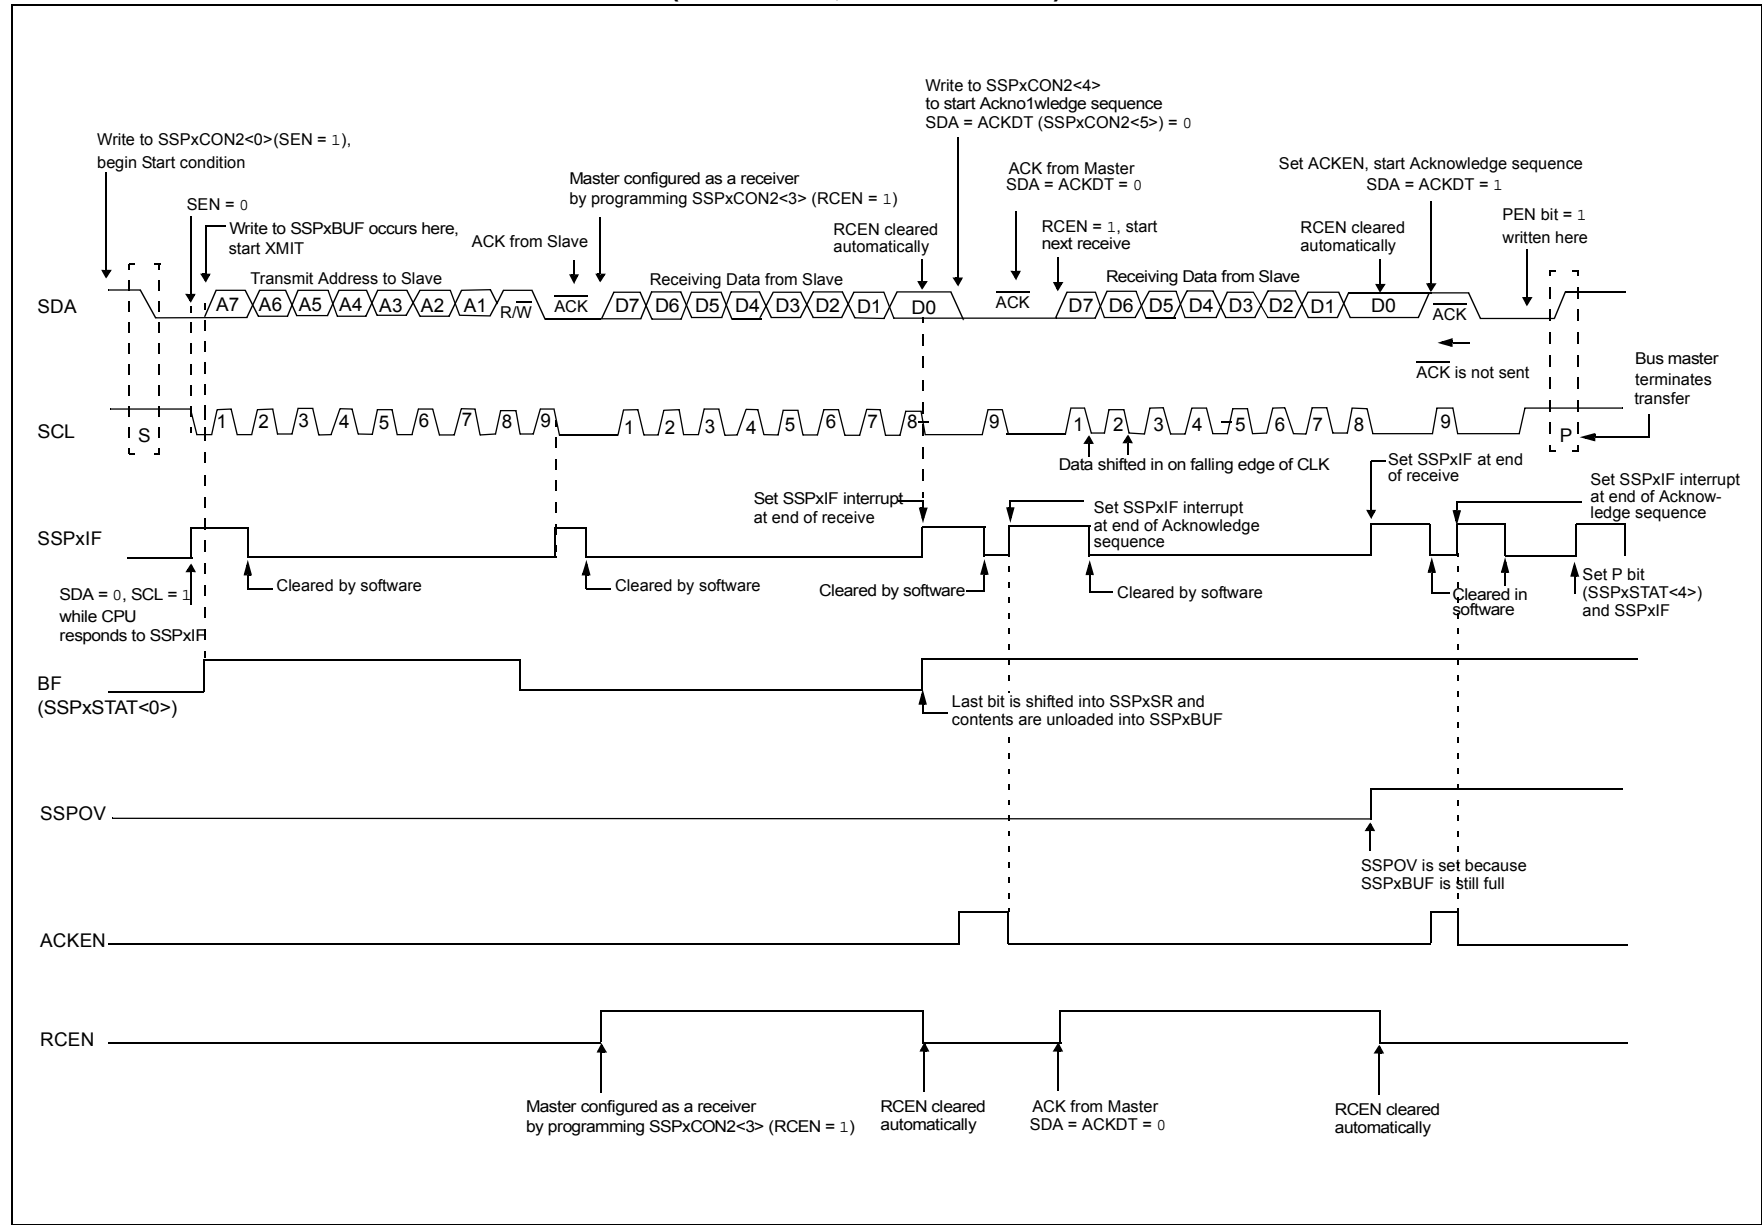 Write to SSPxCON2<4>
to start Ackno1wledge sequence
SDA = ACKDT (SSPxCON2<5>) = 0
Write to SSPxCON2<0>(SEN = 1),
begin Start condition
ACK from Master
SDA = ACKDT = 0
Set ACKEN, start Acknowledge sequence
SDA = ACKDT = 1
Master configured as a receiver
by programming SSPxCON2<3> (RCEN = 1)
SEN = 0
Write to SSPxBUF occurs here,
start XMIT
ACK from Slave
RCEN cleared
automatically
RCEN = 1, start
next receive
RCEN cleared
automatically
PEN bit = 1
written here
Transmit Address to Slave
Receiving Data from Slave
Receiving Data from Slave
SDA
A7 A6 A5 A4 A3 A2 A1 R/W ACK D7 D6 D5 D4 D3 D2 D1 D0 ACK D7 D6 D5 D4 D3 D2 D1 D0 ACK
ACK is not sent
Bus master
terminates
transfer
SCL
S 1 2 3 4 5 6 7 8 9 1 2 3 4 5 6 7 8 9 1 2 3 4 5 6 7 8 9 P
Data shifted in on falling edge of CLK
Set SSPxIF interrupt
at end of receive
Set SSPxIF interrupt
at end of Acknowledge
sequence
Set SSPxIF at end
of receive
Set SSPxIF interrupt
at end of Acknow-
ledge sequence
SSPxIF
SDA = 0, SCL = 1
while CPU
responds to SSPxIF
Cleared by software
Cleared by software
Cleared by software
Cleared by software
Cleared in
software
Set P bit
(SSPxSTAT<4>)
and SSPxIF
BF
(SSPxSTAT<0>)
Last bit is shifted into SSPxSR and
contents are unloaded into SSPxBUF
SSPOV
SSPOV is set because
SSPxBUF is still full
ACKEN
RCEN
Master configured as a receiver
by programming SSPxCON2<3> (RCEN = 1)
RCEN cleared
automatically
ACK from Master
SDA = ACKDT = 0
RCEN cleared
automatically